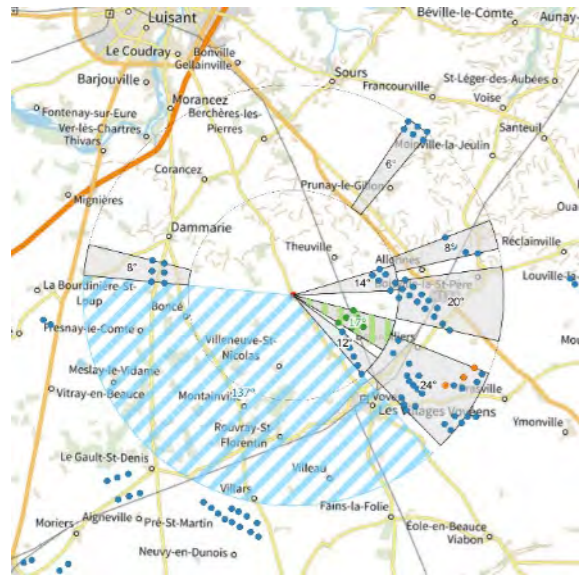 Luisant
Béville-le-Comte
Aunay-
Le Coudray
Bonville
Gellainville
Barjouville
Sours
St-Léger-des-Aubées
Francourville
Morancez
Voise
Fontenay-sur-Eure
Berchères-les-
Pierres
Ver-lès-Chartres
Thivars
Santeuil
Moinville-la-Jeulin
6°
Corancez
Prunay-le-Gillon
Mignières
Dammarie
Réclainville
8°
Theuville
Allonnes
8°
14°
Louville-la-
La Bourdinière-St-
Loup
20°
Boncé
17°
Fresnay-le-Comte
12°
Villeneuve-St-
Nicolas
Meslay-le-Vidame
24°
Vitray-en-Beauce
137°
Montainville
Les Villages Vovéens
Ymonville
Rouvray-St-
Florentin
Le Gault-St-Denis
Villeau
Villars
Fains-la-Folie
Aigneville
Pré-St-Martin
Moriers
Éole-en-Beauce
Viabon
Neuvy-en-Dunois